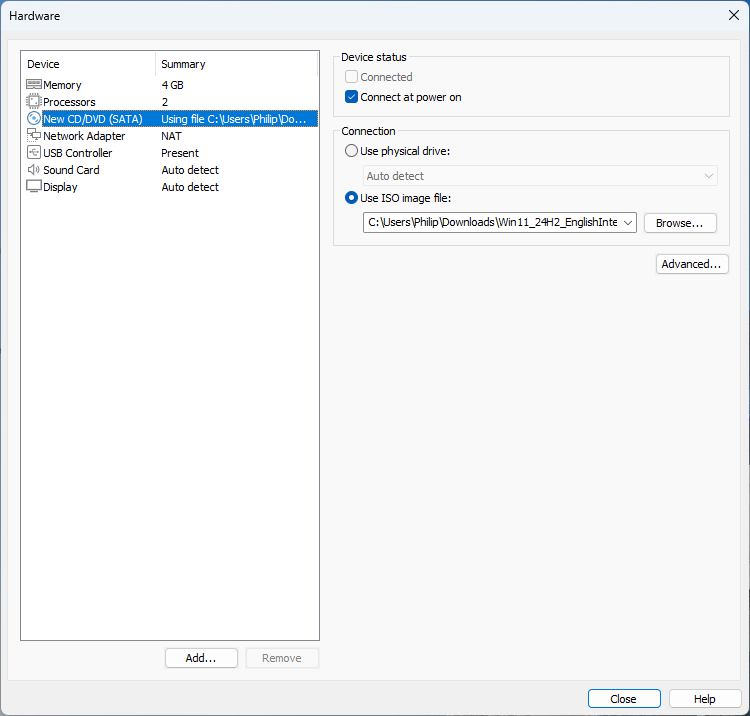 Hardware
Device Summary
Memory 4 GB
Processors 2
New CD/DVD (SATA) Using file C:\Users\Philip\Do...
Network Adapter NAT
USB Controller Present
Sound Card Auto detect
Display Auto detect
Add...
Remove
Device status
Connected
Connect at power on
Connection
Use physical drive:
Auto detect
Use ISO image file:
C:\Users\Philip\Downloads\Win11_24H2_EnglishInte
Browse...
Advanced...
Close
Help